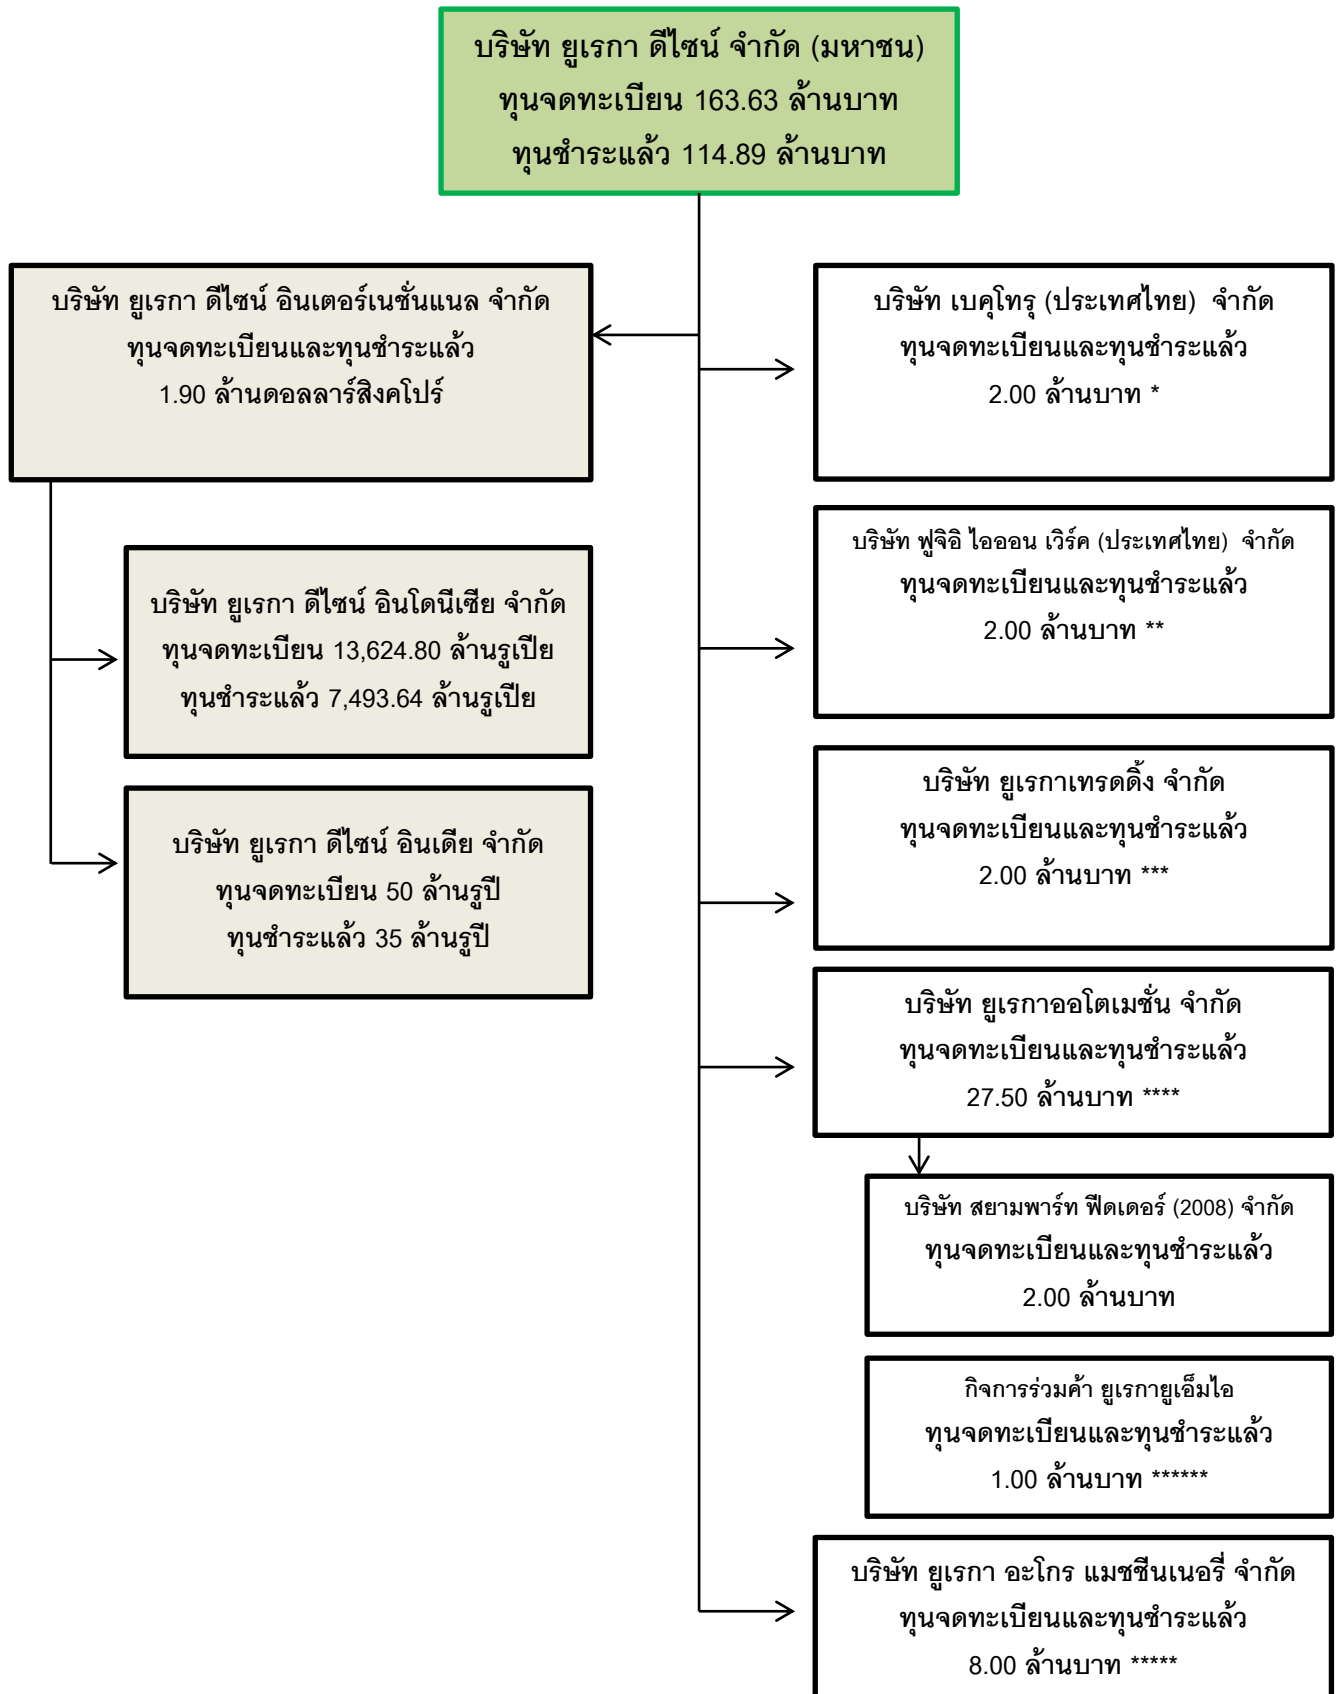 บริษัท ยูเรกา ดีไซน์ จำกัด (มหาชน)
ทุนจดทะเบียน 163.63 ล้านบาท
ทุนชำระแล้ว 114.89 ล้านบาท
บริษัท ยูเรกา ดีไซน์ อินเตอร์เนชั่นแนล จำกัด
ทุนจดทะเบียนและทุนชำระแล้ว
1.90 ล้านดอลลาร์สิงคโปร์
บริษัท ยูเรกา ดีไซน์ อินโดนีเซีย จำกัด
ทุนจดทะเบียน 13,624.80 ล้านรูเปีย
ทุนชำระแล้ว 7,493.64 ล้านรูเปีย
บริษัท ยูเรกา ดีไซน์ อินเดีย จำกัด
ทุนจดทะเบียน 50 ล้านรูปี
ทุนชำระแล้ว 35 ล้านรูปี
บริษัท เบคุโทรุ (ประเทศไทย) จำกัด
ทุนจดทะเบียนและทุนชำระแล้ว
2.00 ล้านบาท *
บริษัท ฟูจิอิ ไอออน เวิร์ค (ประเทศไทย) จำกัด
ทุนจดทะเบียนและทุนชำระแล้ว
2.00 ล้านบาท **
บริษัท ยูเรกาเทรดดิ้ง จำกัด
ทุนจดทะเบียนและทุนชำระแล้ว
2.00 ล้านบาท ***
บริษัท ยูเรกาออโตเมชั่น จำกัด
ทุนจดทะเบียนและทุนชำระแล้ว
27.50 ล้านบาท ****
บริษัท สยามพาร์ท ฟีดเดอร์ (2008) จำกัด
ทุนจดทะเบียนและทุนชำระแล้ว
2.00 ล้านบาท
กิจการร่วมค้า ยูเรกายูเอ็มไอ
ทุนจดทะเบียนและทุนชำระแล้ว
1.00 ล้านบาท ******
บริษัท ยูเรกา อะโกร แมชชีนเนอรี่ จำกัด
ทุนจดทะเบียนและทุนชำระแล้ว
8.00 ล้านบาท *****